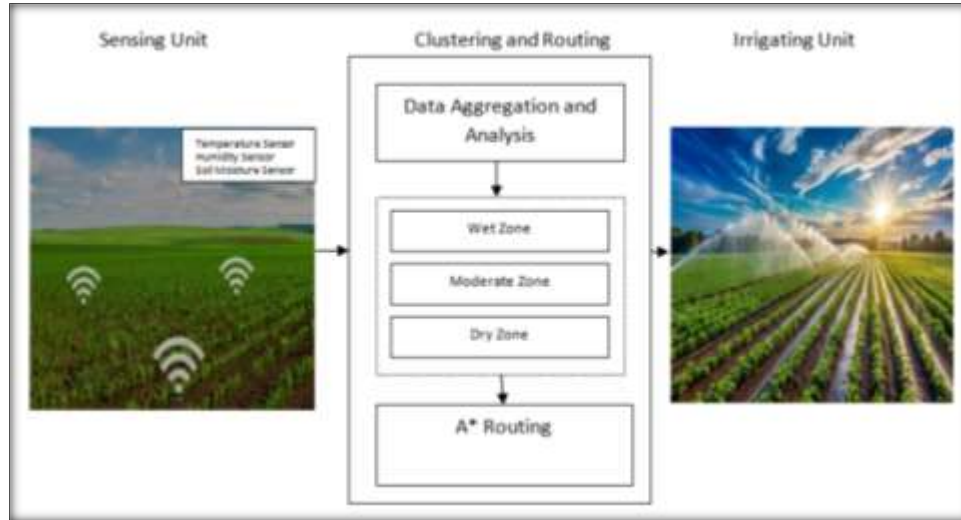 Sensing Unit
Clustering and Routing
Irrigating Unit
Temperature Sensor
Humidity Sensor
Soil Moisture Sensor
Data Aggregation and
Analysis
Wet Zone
Moderate Zone
Dry Zone
A* Routing